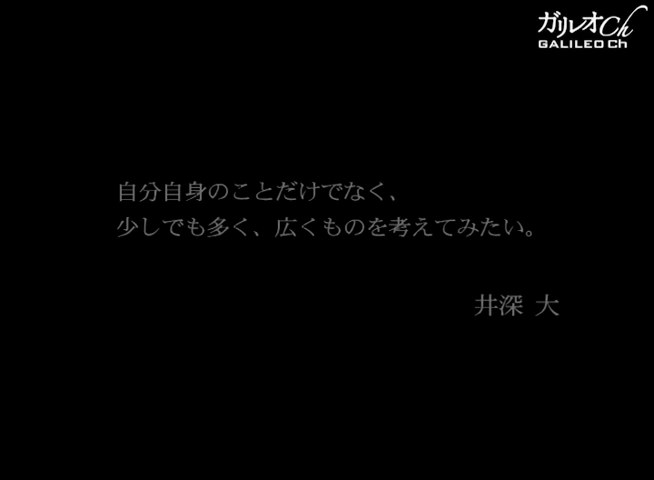 ガリレオCh
GALILEO Ch
自分自身のことだけでなく、
少しでも多く、広くものを考えてみたい。
井深 大